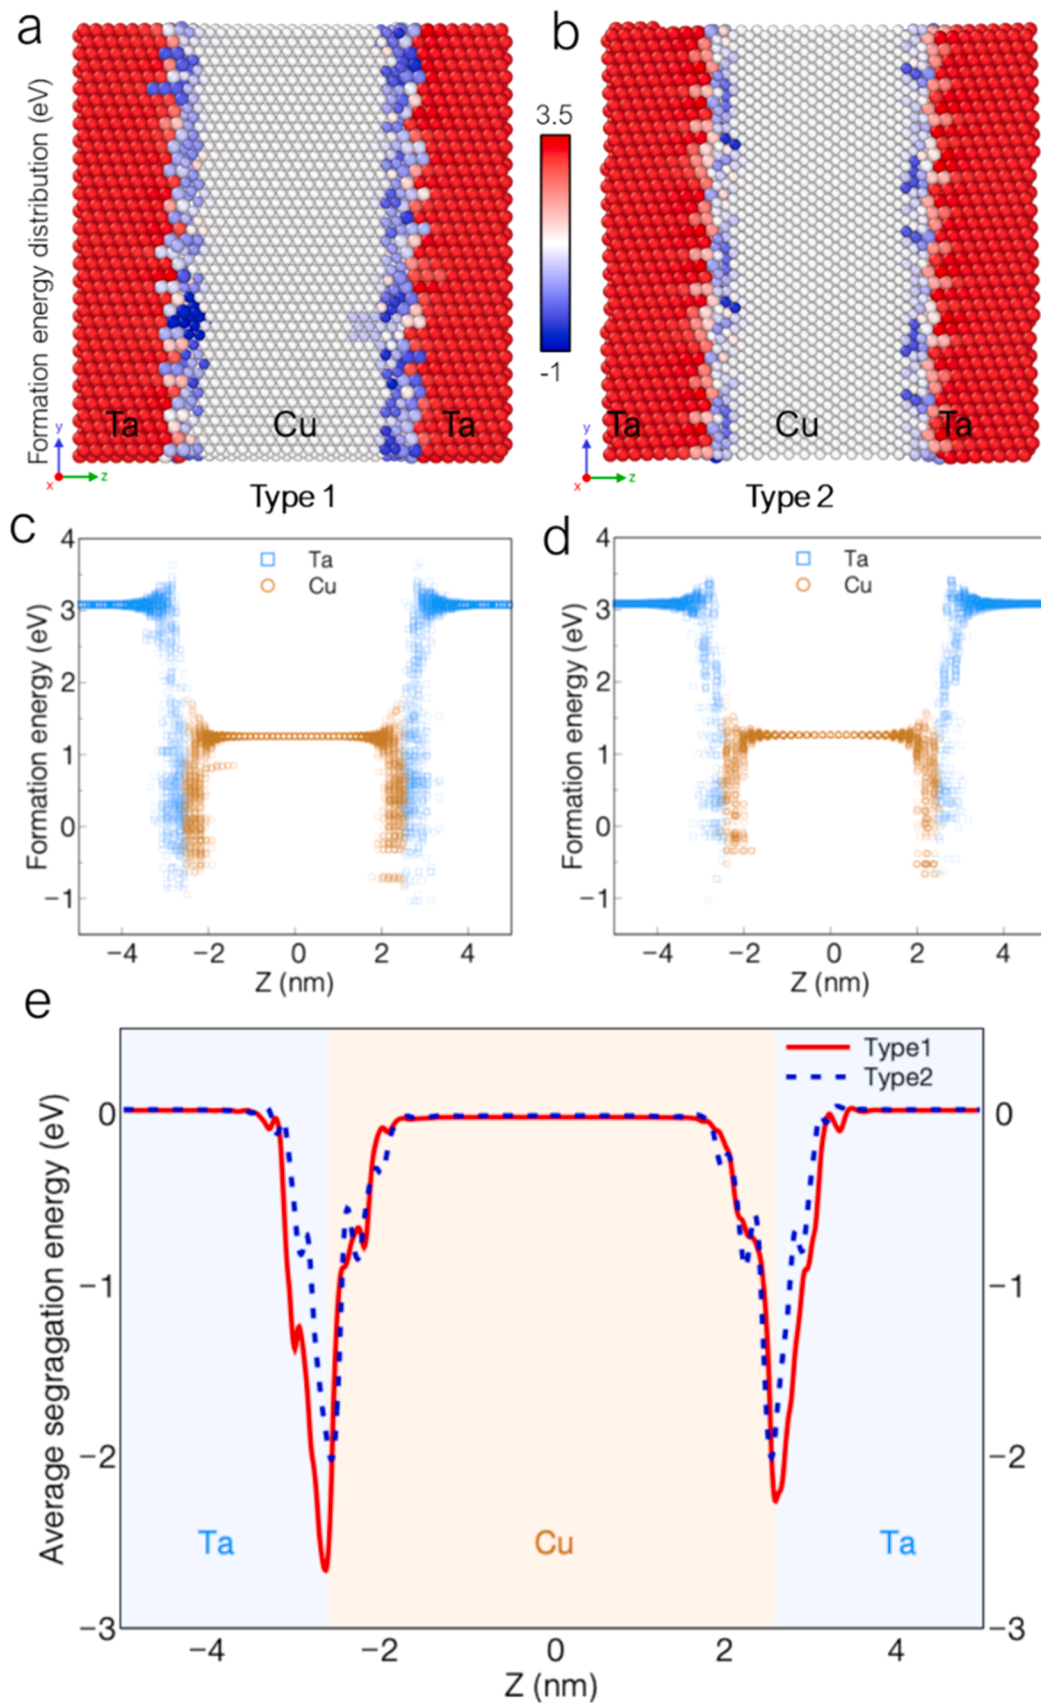 a
b
Formation energy distribution (eV)
3.5
-1
Ta
Cu
Ta
y
x
z
Type 1
Ta
Cu
Ta
y
x
z
Type 2
c
Ta
Cu
Formation energy (eV)
4
3
2
1
0
−1
−4
−2
0
2
4
Z (nm)
d
Ta
Cu
Formation energy (eV)
4
3
2
1
0
−1
−4
−2
0
2
4
Z (nm)
e
Type1
Type2
Average segragation energy (eV)
0
−1
−2
−3
0
−1
−2
−3
Ta
Cu
Ta
−4
−2
0
2
4
Z (nm)